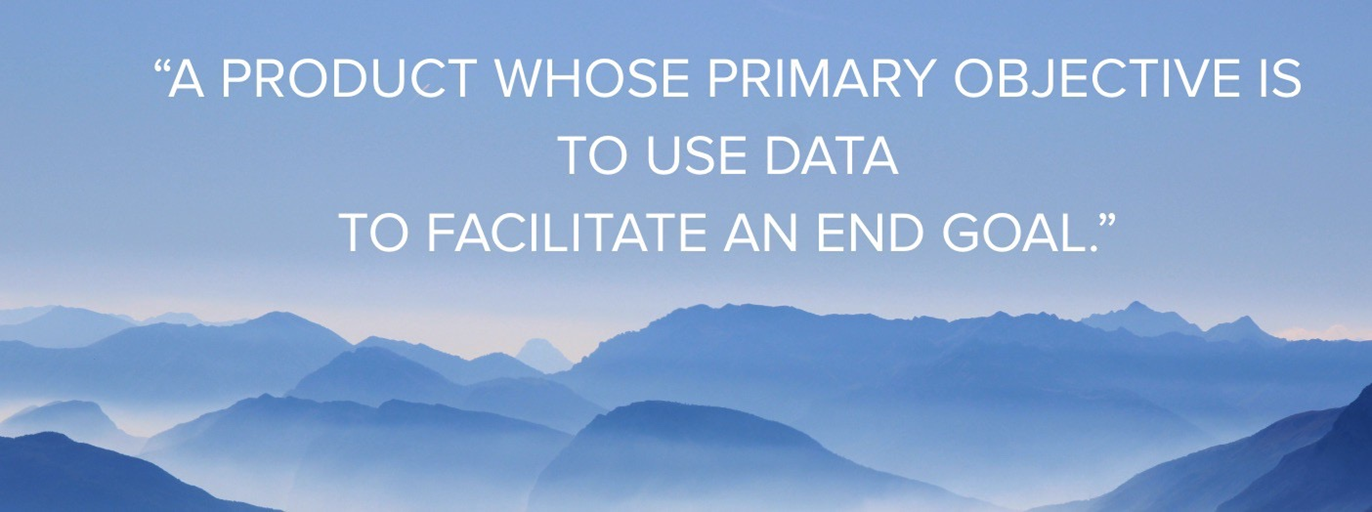 “A PRODUCT WHOSE PRIMARY OBJECTIVE IS
TO USE DATA
TO FACILITATE AN END GOAL.”